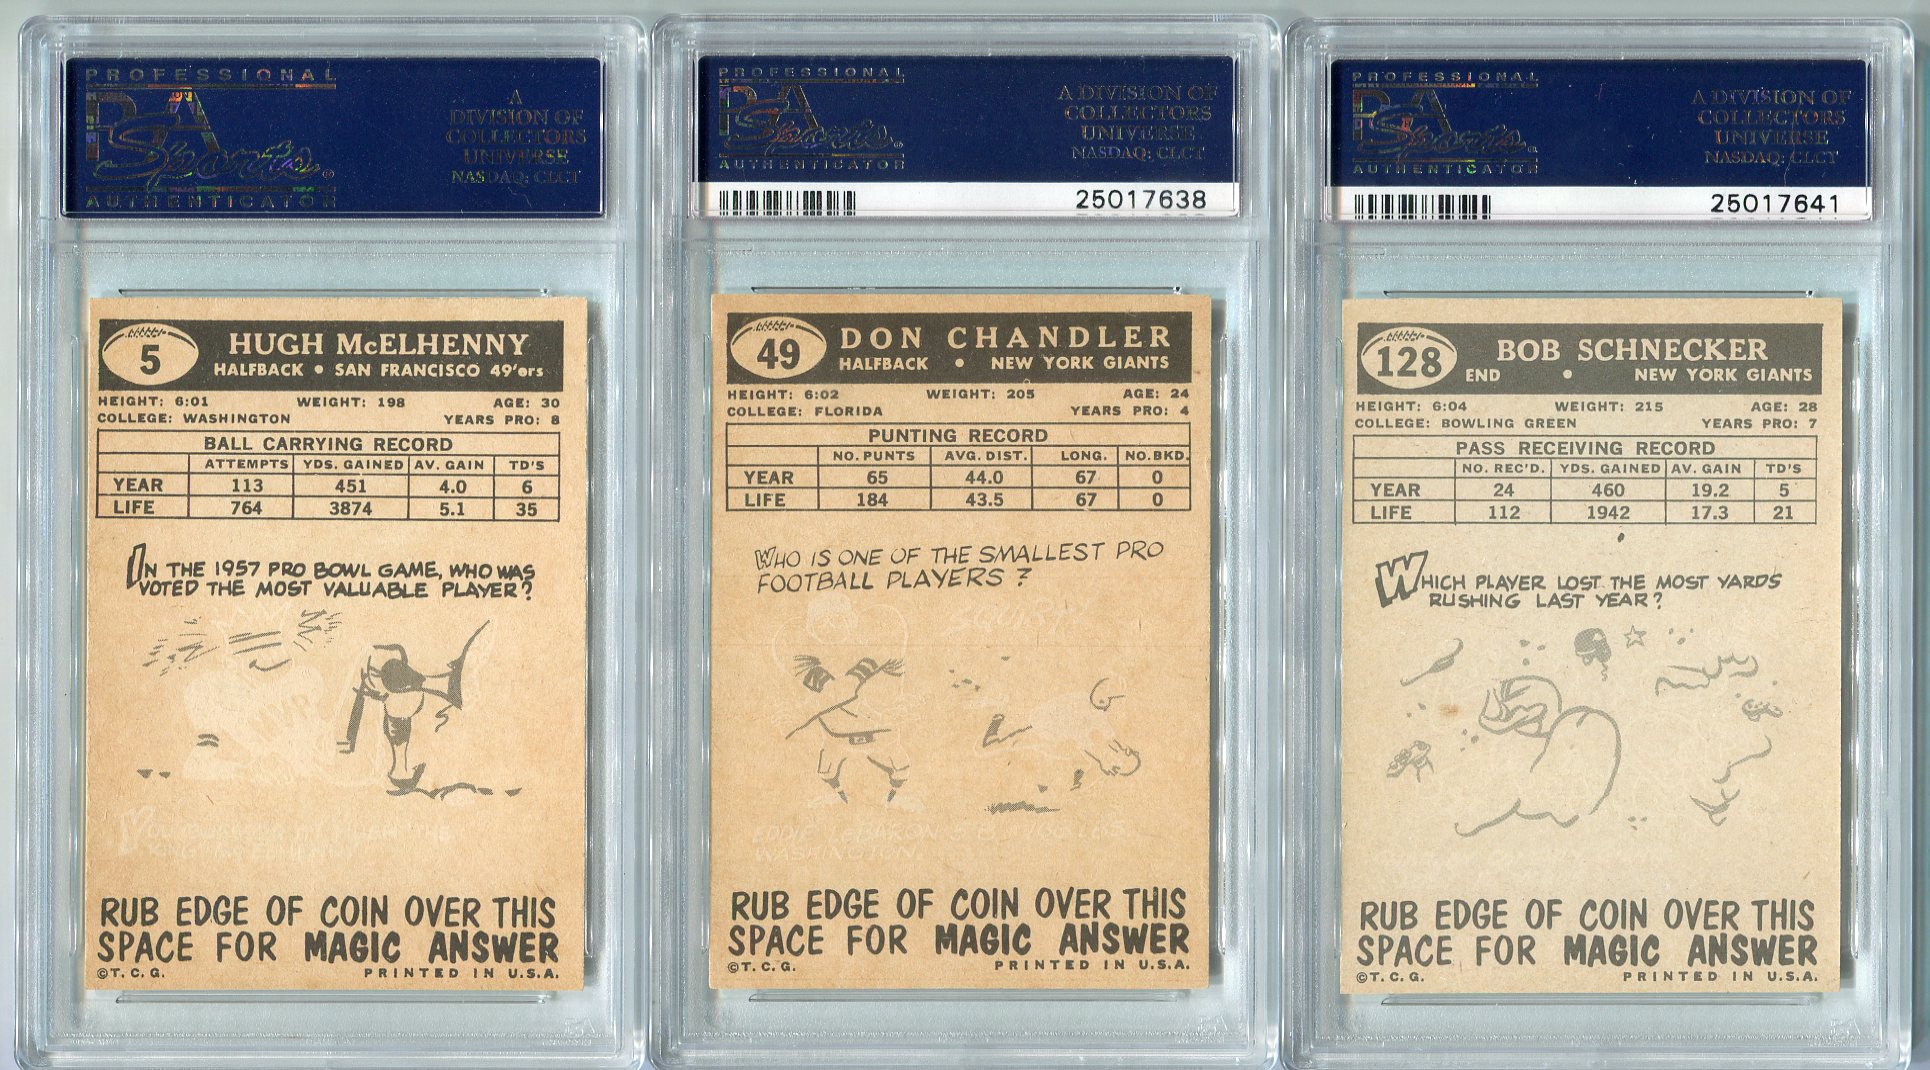 PROFESSIONAL
PSA
Sports
AUTHENTICATOR
A
DIVISION OF
COLLECTORS
UNIVERSE
NASDAQ: CLCT
5
HUGH McELHENNY
HALFBACK • SAN FRANCISCO 49'ers
HEIGHT: 6:01 WEIGHT: 198 AGE: 30
COLLEGE: WASHINGTON YEARS PRO: 8
BALL CARRYING RECORD
ATTEMPTS YDS. GAINED AV. GAIN TD'S
YEAR 113 451 4.0 6
LIFE 764 3874 5.1 35
IN THE 1957 PRO BOWL GAME, WHO WAS
VOTED THE MOST VALUABLE PLAYER?
MVP
RUB EDGE OF COIN OVER THIS
SPACE FOR MAGIC ANSWER
©T. C. G. PRINTED IN U.S.A.
PROFESSIONAL
PSA
Sports
AUTHENTICATOR
A DIVISION OF
COLLECTORS
UNIVERSE
NASDAQ: CLCT
25017638
49
DON CHANDLER
HALFBACK • NEW YORK GIANTS
HEIGHT: 6:02 WEIGHT: 205 AGE: 24
COLLEGE: FLORIDA YEARS PRO: 4
PUNTING RECORD
NO. PUNTS AVG. DIST. LONG. NO.BKD.
YEAR 65 44.0 67 0
LIFE 184 43.5 67 0
WHO IS ONE OF THE SMALLEST PRO
FOOTBALL PLAYERS?
EDDIE LeBARON
WASHINGTON.
RUB EDGE OF COIN OVER THIS
SPACE FOR MAGIC ANSWER
©T. C. G. PRINTED IN U.S.A.
PROFESSIONAL
PSA
Sports
AUTHENTICATOR
A DIVISION OF
COLLECTORS
UNIVERSE
NASDAQ: CLCT
25017641
128
BOB SCHNECKER
END • NEW YORK GIANTS
HEIGHT: 6:04 WEIGHT: 215 AGE: 28
COLLEGE: BOWLING GREEN YEARS PRO: 7
PASS RECEIVING RECORD
NO. REC'D. YDS. GAINED AV. GAIN TD'S
YEAR 24 460 19.2 5
LIFE 112 1942 17.3 21
WHICH PLAYER LOST THE MOST YARDS
RUSHING LAST YEAR?
RUB EDGE OF COIN OVER THIS
SPACE FOR MAGIC ANSWER
©T. C. G. PRINTED IN U.S.A.